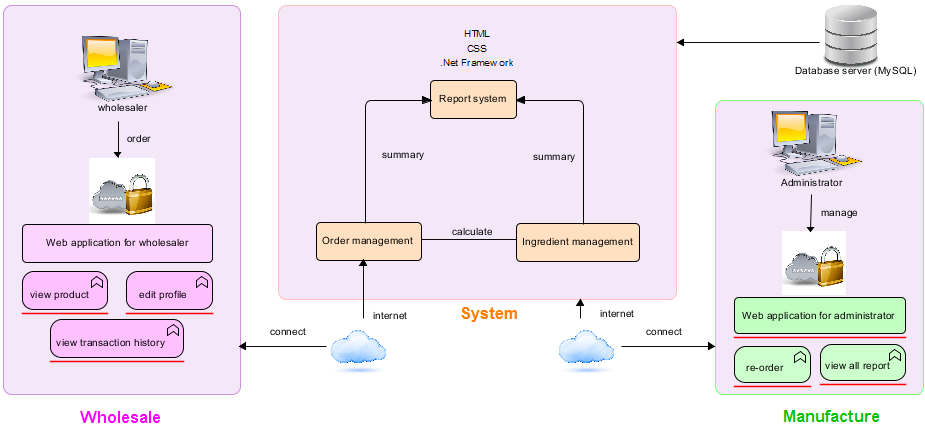 HTML
CSS
.Net Framework
Database server (MySQL)
Report system
wholesaler
order
summary
summary
Administrator
manage
Web application for wholesaler
Order management
calculate
Ingredient management
view product
edit profile
System
internet
internet
Web application for administrator
connect
connect
view transaction history
re-order
view all report
Wholesale
Manufacture